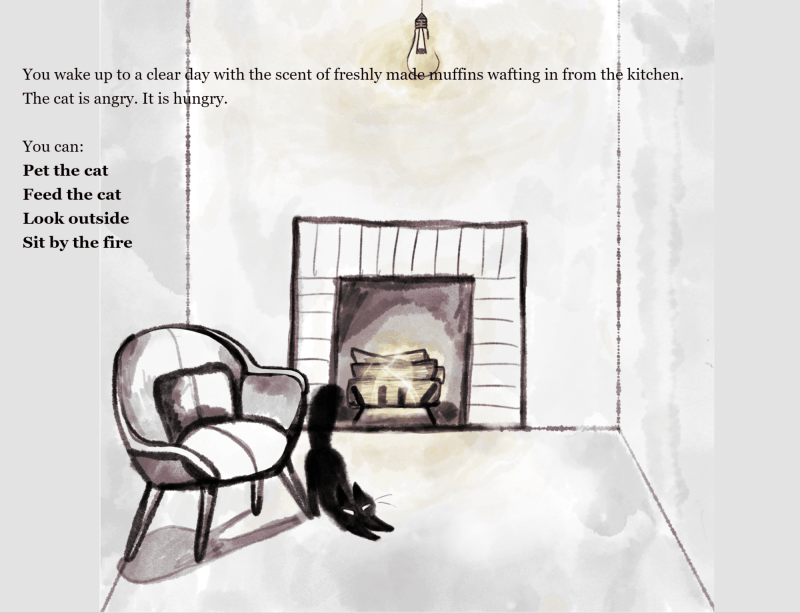 You wake up to a clear day with the scent of freshly made muffins wafting in from the kitchen.
The cat is angry. It is hungry.
You can:
Pet the cat
Feed the cat
Look outside
Sit by the fire